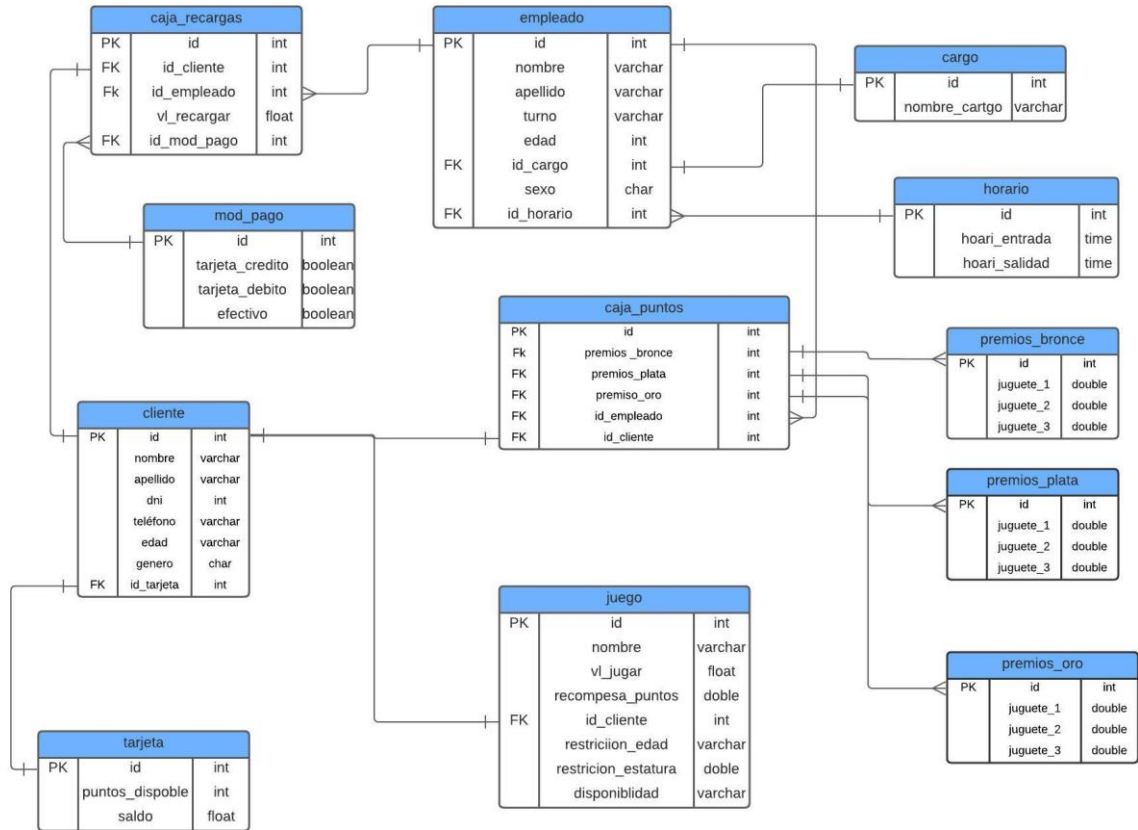 caja_recargas
PK id int
FK id_cliente int
Fk id_empleado int
vl_recargar float
FK id_mod_pago int
empleado
PK id int
nombre varchar
apellido varchar
turno varchar
edad int
FK id_cargo int
sexo char
FK id_horario int
cargo
PK id int
nombre_cartgo varchar
horario
PK id int
hoari_entrada time
hoari_salidad time
mod_pago
PK id int
tarjeta_credito boolean
tarjeta_debito boolean
efectivo boolean
caja_puntos
PK id int
Fk premios _bronce int
FK premios_plata int
FK premiso_oro int
FK id_empleado int
FK id_cliente int
premios_bronce
PK id int
juguete_1 double
juguete_2 double
juguete_3 double
cliente
PK id int
nombre varchar
apellido varchar
dni int
teléfono varchar
edad varchar
genero char
FK id_tarjeta int
premios_plata
PK id int
juguete_1 double
juguete_2 double
juguete_3 double
juego
PK id int
nombre varchar
vl_jugar float
recompesa_puntos doble
FK id_cliente int
restriciion_edad varchar
restricion_estatura doble
disponiblidad varchar
premios_oro
PK id int
juguete_1 double
juguete_2 double
juguete_3 double
tarjeta
PK id int
puntos_dispoble int
saldo float